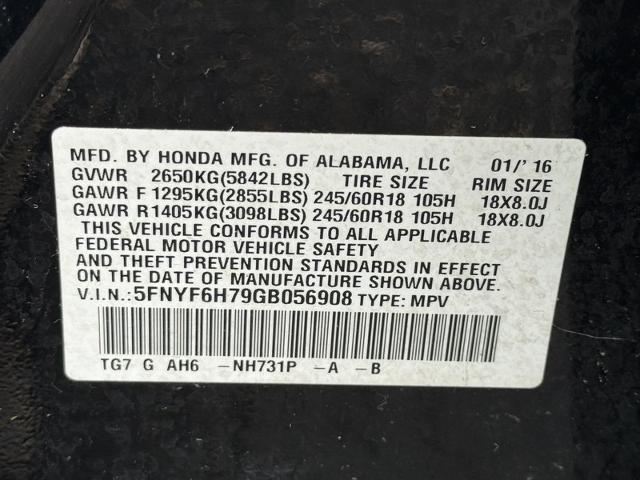 MFD. BY HONDA MFG. OF ALABAMA, LLC 01/'16
GVWR 2650KG(5842LBS) TIRE SIZE RIM SIZE
GAWR F 1295KG(2855LBS) 245/60R18 105H 18X8.0J
GAWR R1405KG(3098LBS) 245/60R18 105H 18X8.0J
THIS VEHICLE CONFORMS TO ALL APPLICABLE
FEDERAL MOTOR VEHICLE SAFETY
AND THEFT PREVENTION STANDARDS IN EFFECT
ON THE DATE OF MANUFACTURE SHOWN ABOVE.
V.I.N.:5FNYF6H79GB056908 TYPE: MPV
TG7 G AH6 -NH731P -A -B